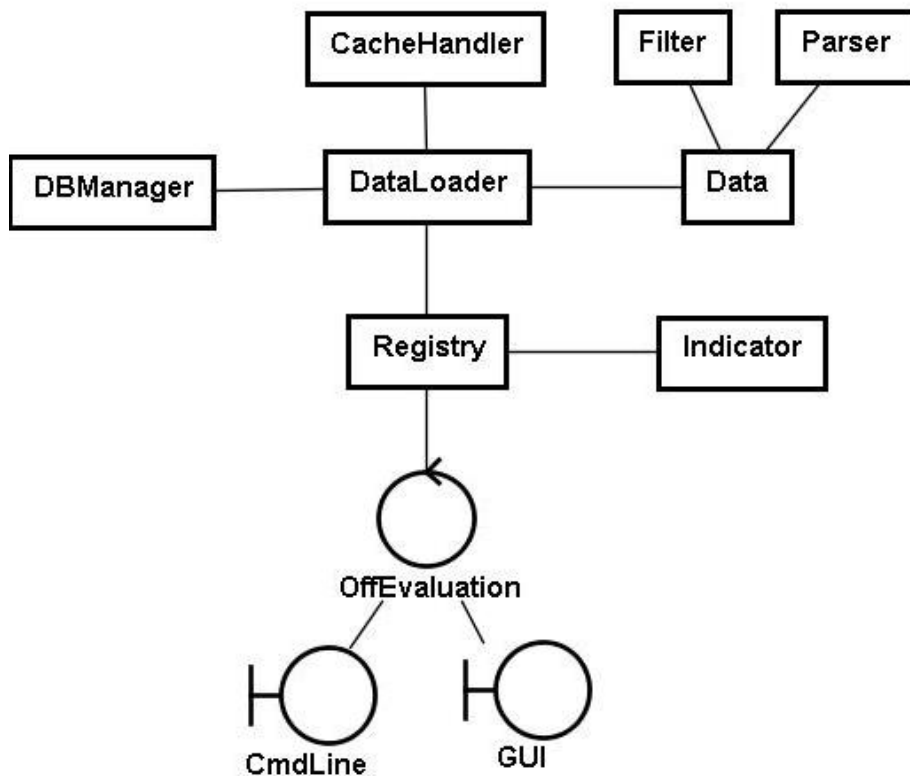 CacheHandler
Filter
Parser
DBManager
DataLoader
Data
Registry
Indicator
OffEvaluation
CmdLine
GUI